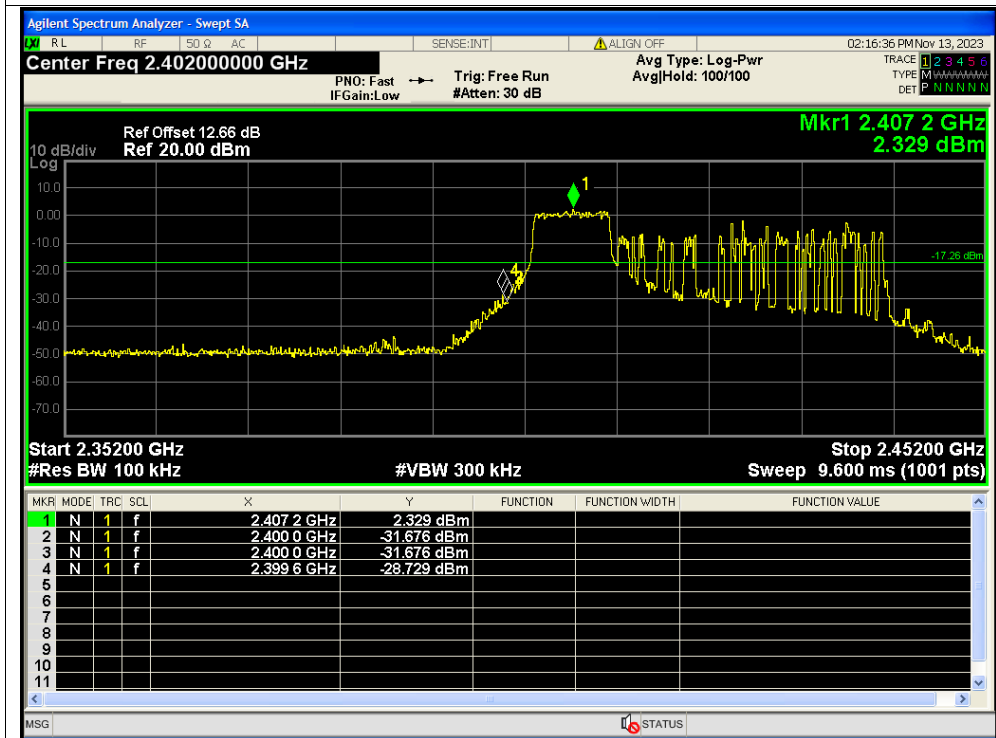 Agilent Spectrum Analyzer - Swept SA
LXI RL RF 50 Ω AC SENSE:INT ALIGN OFF 02:16:36 PM Nov 13, 2023
Center Freq 2.402000000 GHz
PNO: Fast
IFGain:Low
Trig: Free Run
#Atten: 30 dB
Avg Type: Log-Pwr
Avg|Hold: 100/100
TRACE 1 2 3 4 5 6
TYPE M
DET P N N N N N
Mkr1 2.407 2 GHz
2.329 dBm
Ref Offset 12.66 dB
10 dB/div Ref 20.00 dBm
Log
10.0
0.00
-10.0
-20.0
-30.0
-40.0
-50.0
-60.0
-70.0
1
4
-17.26 dBm
Start 2.35200 GHz Stop 2.45200 GHz
#Res BW 100 kHz #VBW 300 kHz Sweep 9.600 ms (1001 pts)
MKR MODE TRC SCL X Y FUNCTION FUNCTION WIDTH FUNCTION VALUE
1 N 1 f 2.407 2 GHz 2.329 dBm
2 N 1 f 2.400 0 GHz -31.676 dBm
3 N 1 f 2.400 0 GHz -31.676 dBm
4 N 1 f 2.399 6 GHz -28.729 dBm
5
6
7
8
9
10
11
MSG STATUS